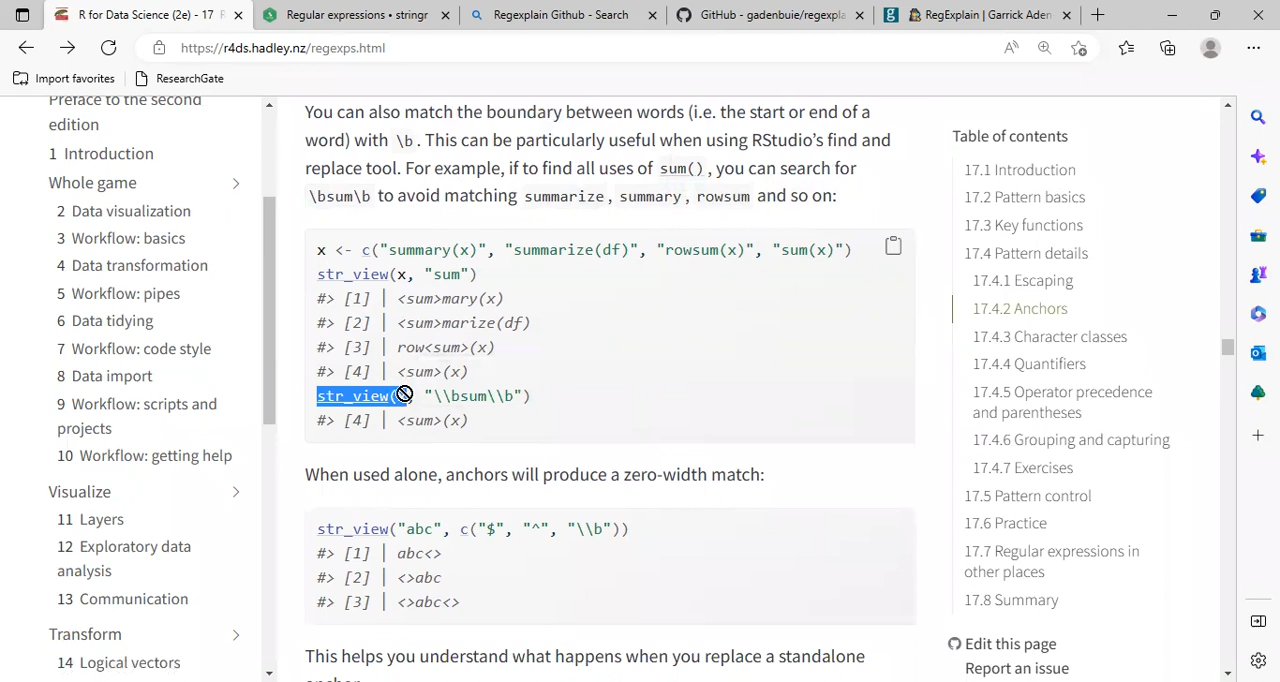 R for Data Science (2e) - 17
Regular expressions • stringr
Regexplain Github - Search
GitHub - gadenbuie/regexpla
RegExplain | Garrick Aden
https://r4ds.hadley.nz/regexps.html
Import favorites
ResearchGate
Preface to the second
edition
1 Introduction
Whole game
2 Data visualization
3 Workflow: basics
4 Data transformation
5 Workflow: pipes
6 Data tidying
7 Workflow: code style
8 Data import
9 Workflow: scripts and
projects
10 Workflow: getting help
Visualize
11 Layers
12 Exploratory data
analysis
13 Communication
Transform
14 Logical vectors
You can also match the boundary between words (i.e. the start or end of a
word) with \b. This can be particularly useful when using RStudio's find and
replace tool. For example, if to find all uses of sum(), you can search for
\bsum\b to avoid matching summarize, summary, rowsum and so on:
x <- c("summary(x)", "summarize(df)", "rowsum(x)", "sum(x)")
str_view(x, "sum")
#> [1] │ <sum>mary(x)
#> [2] │ <sum>marize(df)
#> [3] │ row<sum>(x)
#> [4] │ <sum>(x)
str_view( "\\bsum\\b")
#> [4] │ <sum>(x)
When used alone, anchors will produce a zero-width match:
str_view("abc", c("$", "^", "\\b"))
#> [1] │ abc<>
#> [2] │ <>abc
#> [3] │ <>abc<>
This helps you understand what happens when you replace a standalone
Table of contents
17.1 Introduction
17.2 Pattern basics
17.3 Key functions
17.4 Pattern details
17.4.1 Escaping
17.4.2 Anchors
17.4.3 Character classes
17.4.4 Quantifiers
17.4.5 Operator precedence
and parentheses
17.4.6 Grouping and capturing
17.4.7 Exercises
17.5 Pattern control
17.6 Practice
17.7 Regular expressions in
other places
17.8 Summary
Edit this page
Report an issue